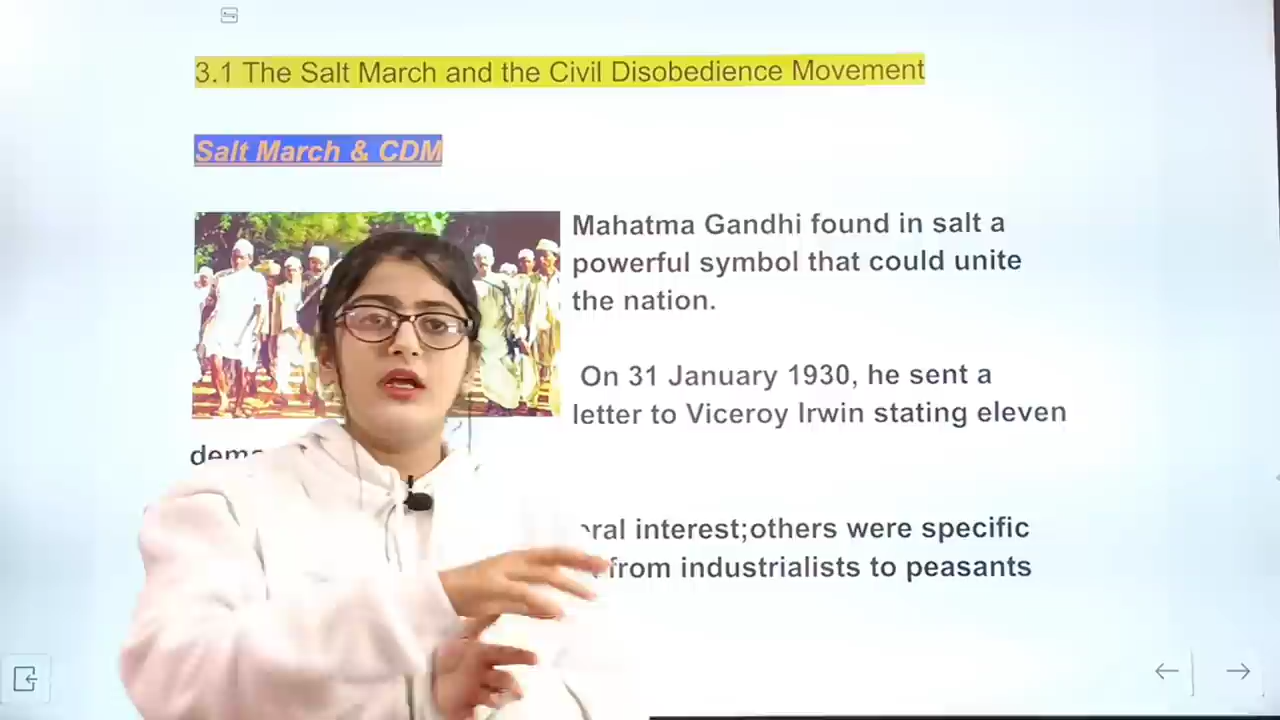 3.1 The Salt March and the Civil Disobedience Movement
Salt March & CDM
Mahatma Gandhi found in salt a
powerful symbol that could unite
the nation.
On 31 January 1930, he sent a
letter to Viceroy Irwin stating eleven
interest;others were specific
from industrialists to peasants